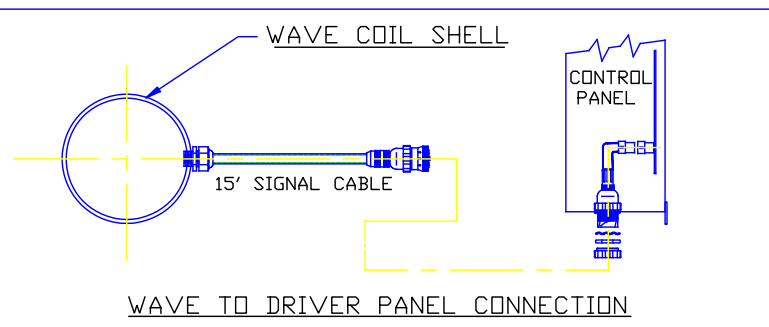 WAVE COIL SHELL
CONTROL
PANEL
15' SIGNAL CABLE
WAVE TO DRIVER PANEL CONNECTION